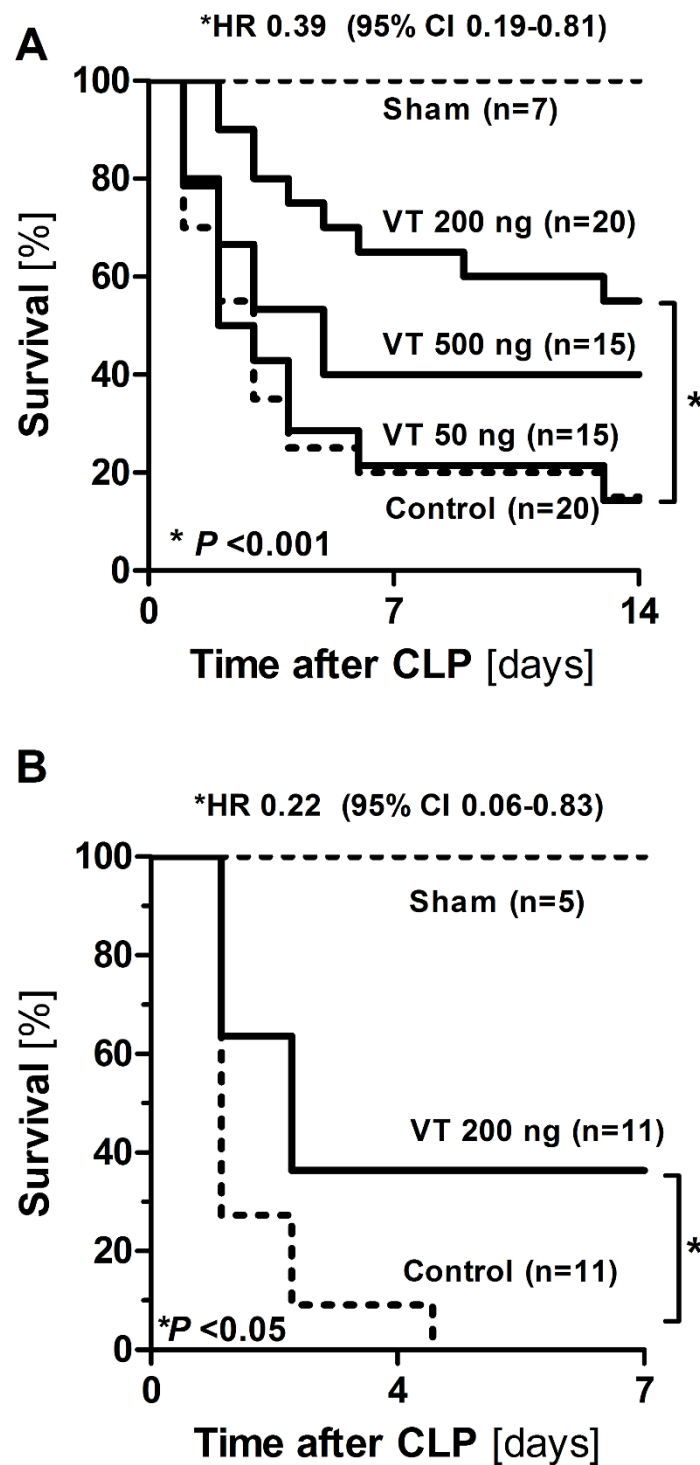 A
*HR 0.39 (95% CI 0.19-0.81)
100
80
60
40
20
0
Survival [%]
Sham (n=7)
VT 200 ng (n=20)
VT 500 ng (n=15)
VT 50 ng (n=15)
Control (n=20)
*
* P <0.001
0 7 14
Time after CLP [days]
B
*HR 0.22 (95% CI 0.06-0.83)
100
80
60
40
20
0
Survival [%]
Sham (n=5)
VT 200 ng (n=11)
Control (n=11)
*
*P <0.05
0 4 7
Time after CLP [days]